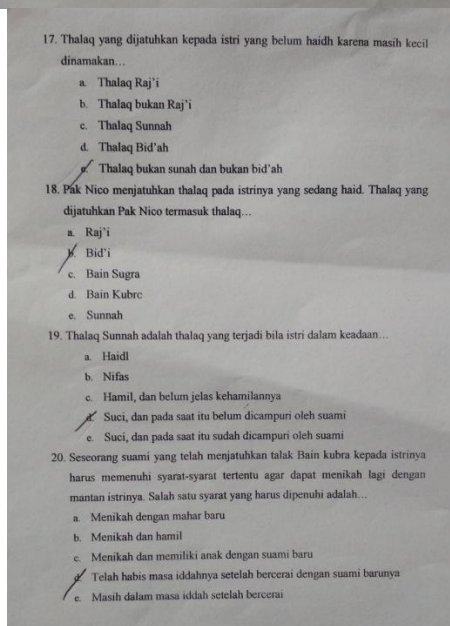 17. Thalaq yang dijatuhkan kepada istri yang belum haidh karena masih kecil
dinamakan…
a. Thalaq Raj'i
b. Thalaq bukan Raj'i
c. Thalaq Sunnah
d. Thalaq Bid'ah
e. Thalaq bukan sunah dan bukan bid'ah
18. Pak Nico menjatuhkan thalaq pada istrinya yang sedang haid. Thalaq yang
dijatuhkan Pak Nico termasuk thalaq…
a. Raj'i
b. Bid'i
c. Bain Sugra
d. Bain Kubrc
e. Sunnah
19. Thalaq Sunnah adalah thalaq yang terjadi bila istri dalam keadaan…
a. Haidl
b. Nifas
c. Hamil, dan belum jelas kehamilannya
d. Suci, dan pada saat itu belum dicampuri oleh suami
e. Suci, dan pada saat itu sudah dicampuri oleh suami
20. Seseorang suami yang telah menjatuhkan talak Bain kubra kepada istrinya
harus memenuhi syarat-syarat tertentu agar dapat menikah lagi dengan
mantan istrinya. Salah satu syarat yang harus dipenuhi adalah…
a. Menikah dengan mahar baru
b. Menikah dan hamil
c. Menikah dan memiliki anak dengan suami baru
d. Telah habis masa iddahnya setelah bercerai dengan suami barunya
e. Masih dalam masa iddah setelah bercerai